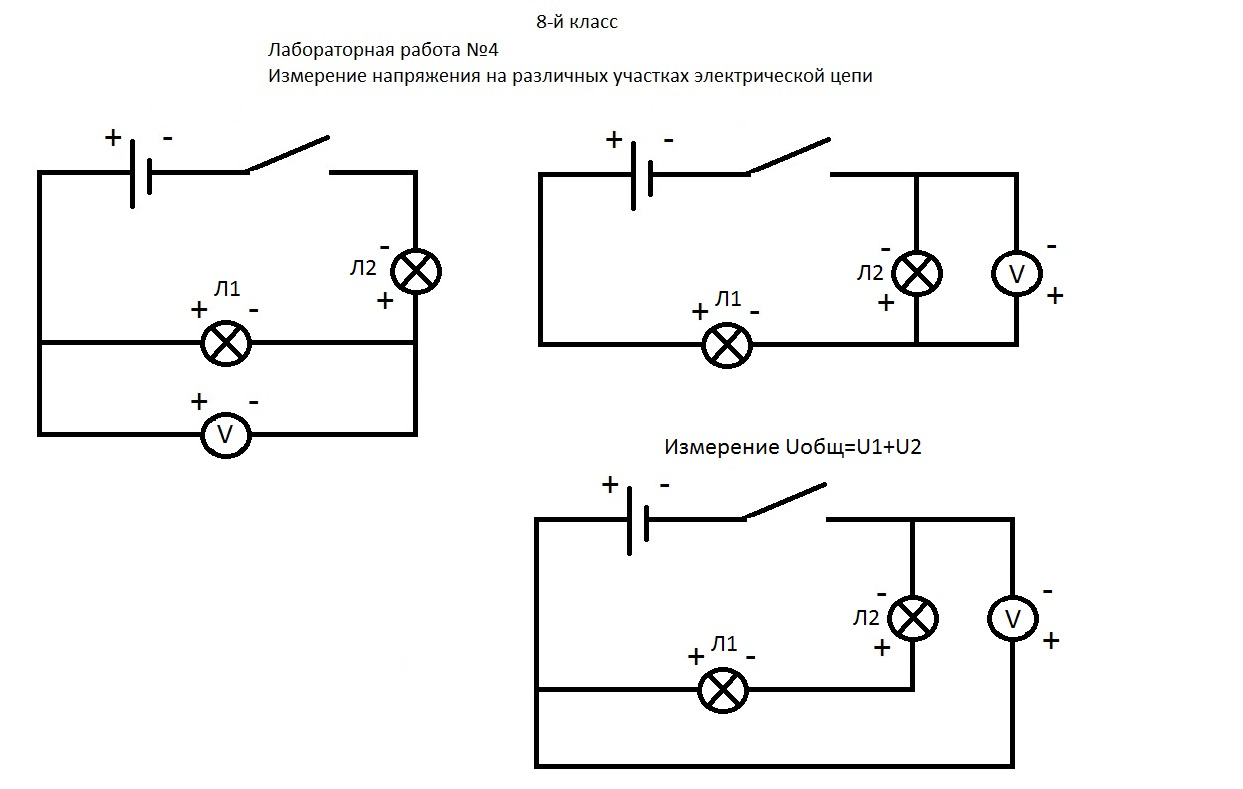 8-й класс
Лабораторная работа №4
Измерение напряжения на различных участках электрической цепи
+ -
-
Л2
+
Л1
+ -
+ -
V
+ -
-
Л2
+
-
V
+
Л1
+ -
Измерение Uобщ=U1+U2
+ -
-
Л2
+
-
V
+
Л1
+ -